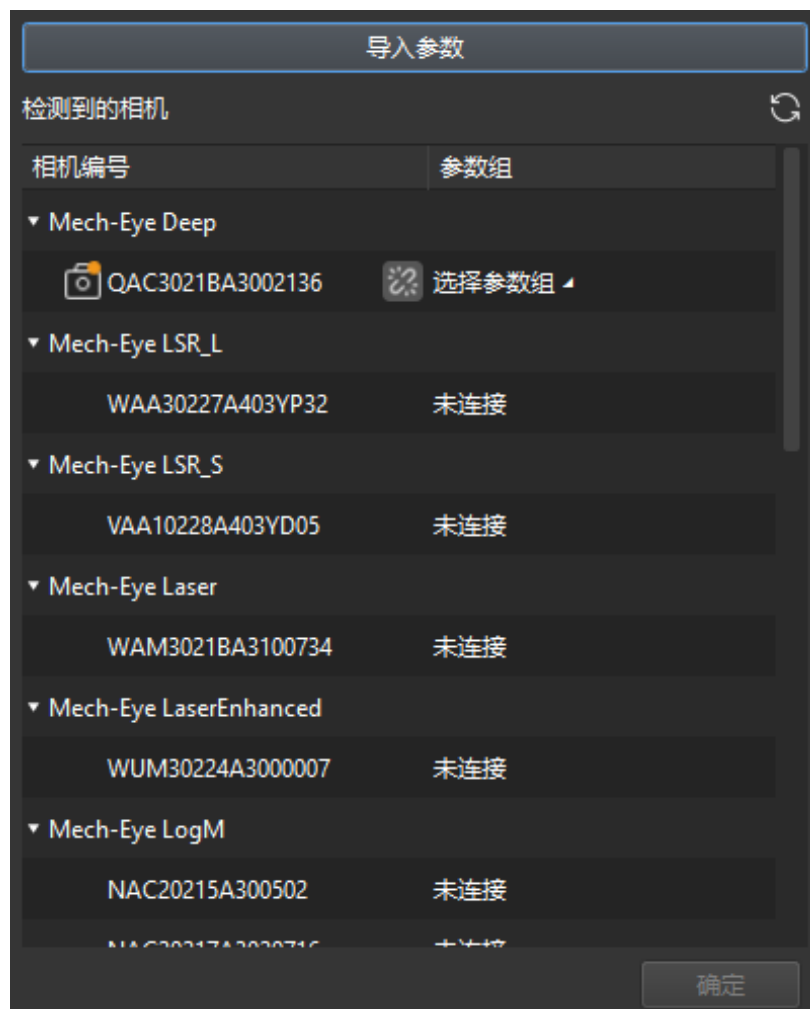 导入参数
检测到的相机
相机编号 参数组
Mech-Eye Deep
QAC3021BA3002136 选择参数组
Mech-Eye LSR_L
WAA30227A403YP32 未连接
Mech-Eye LSR_S
VAA10228A403YD05 未连接
Mech-Eye Laser
WAM3021BA3100734 未连接
Mech-Eye LaserEnhanced
WUM30224A3000007 未连接
Mech-Eye LogM
NAC20215A300502 未连接
确定